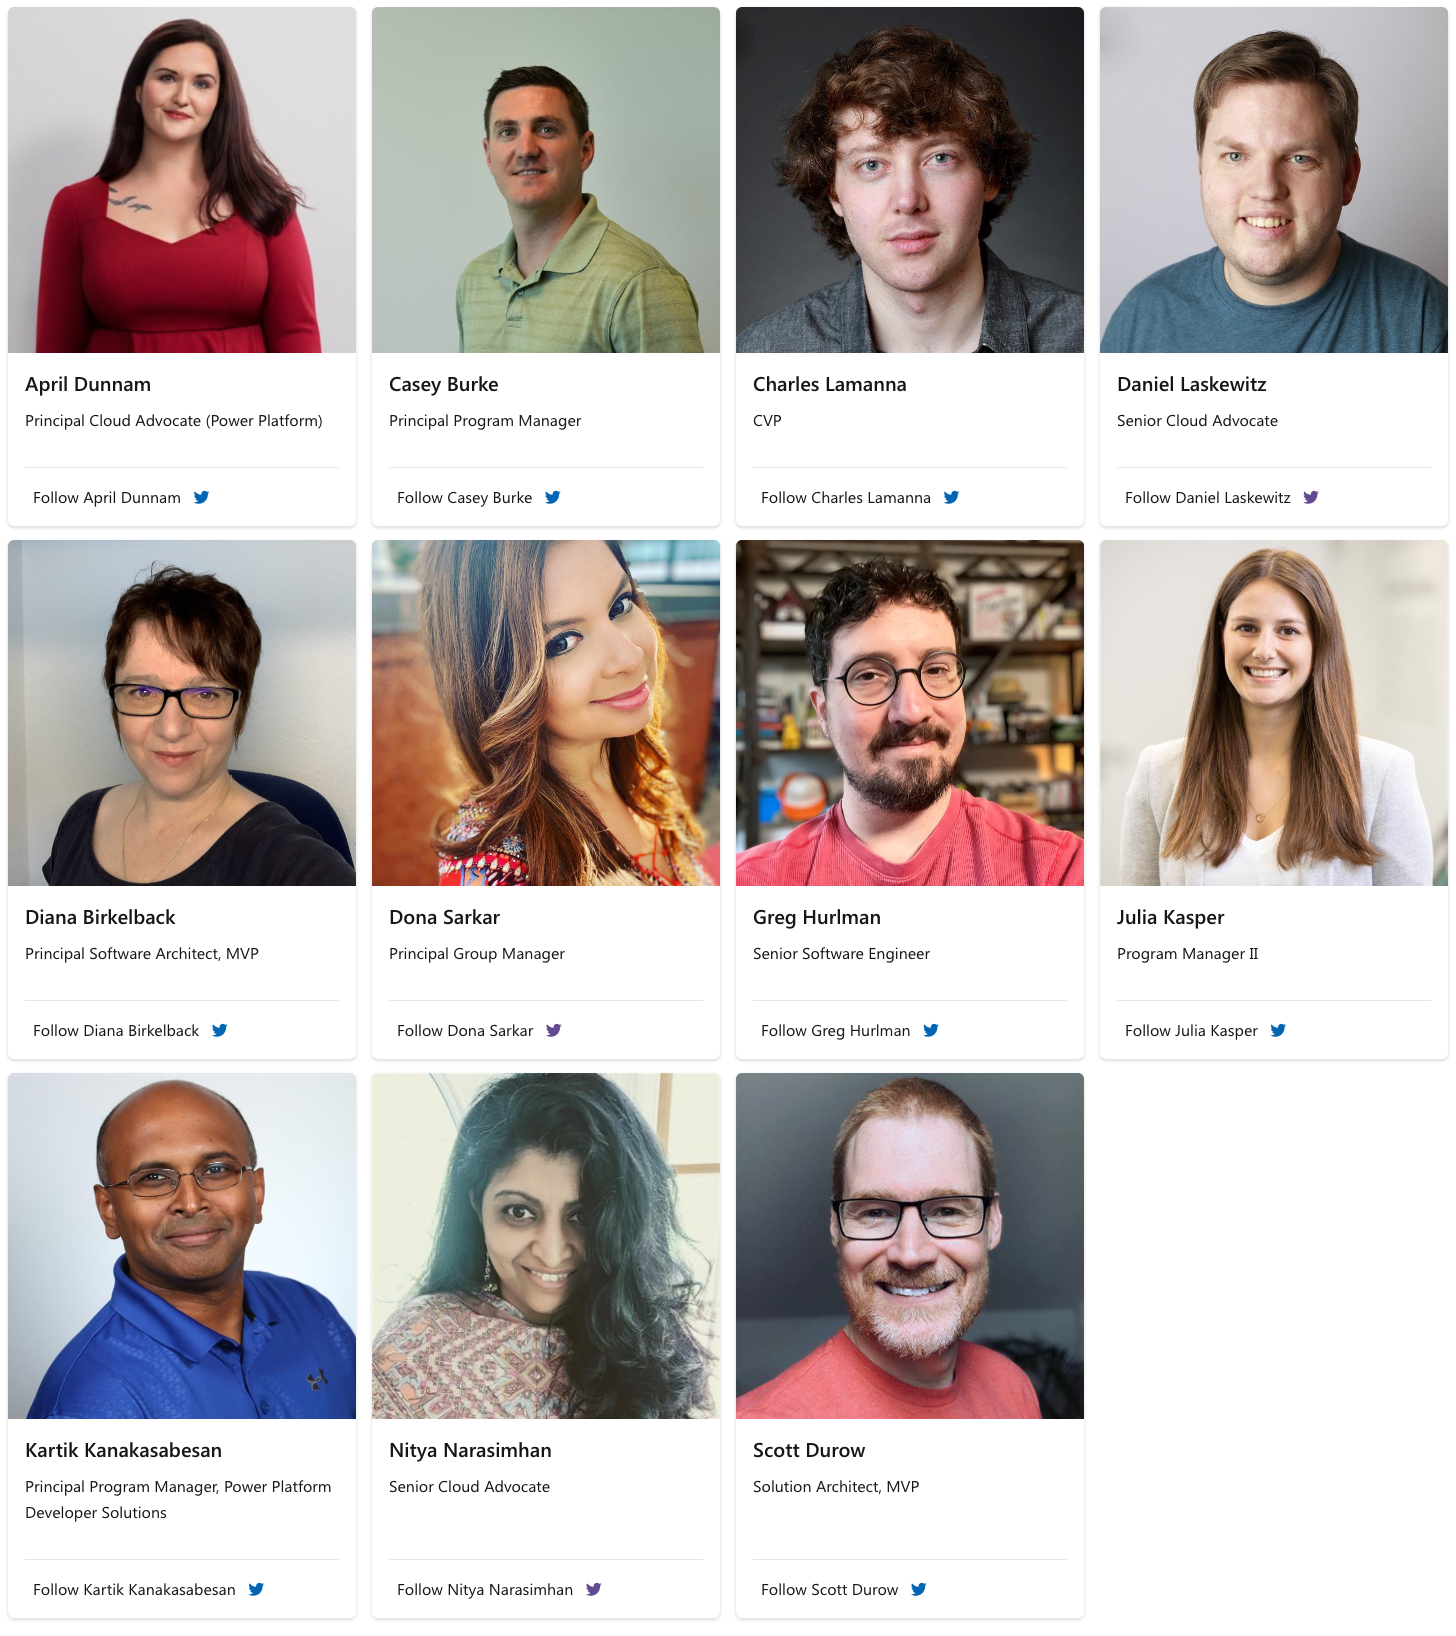 April Dunnam
Principal Cloud Advocate (Power Platform)
Follow April Dunnam
Casey Burke
Principal Program Manager
Follow Casey Burke
Charles Lamanna
CVP
Follow Charles Lamanna
Daniel Laskewitz
Senior Cloud Advocate
Follow Daniel Laskewitz
Diana Birkelback
Principal Software Architect, MVP
Follow Diana Birkelback
Dona Sarkar
Principal Group Manager
Follow Dona Sarkar
Greg Hurlman
Senior Software Engineer
Follow Greg Hurlman
Julia Kasper
Program Manager II
Follow Julia Kasper
Kartik Kanakasabesan
Principal Program Manager, Power Platform
Developer Solutions
Follow Kartik Kanakasabesan
Nitya Narasimhan
Senior Cloud Advocate
Follow Nitya Narasimhan
Scott Durow
Solution Architect, MVP
Follow Scott Durow